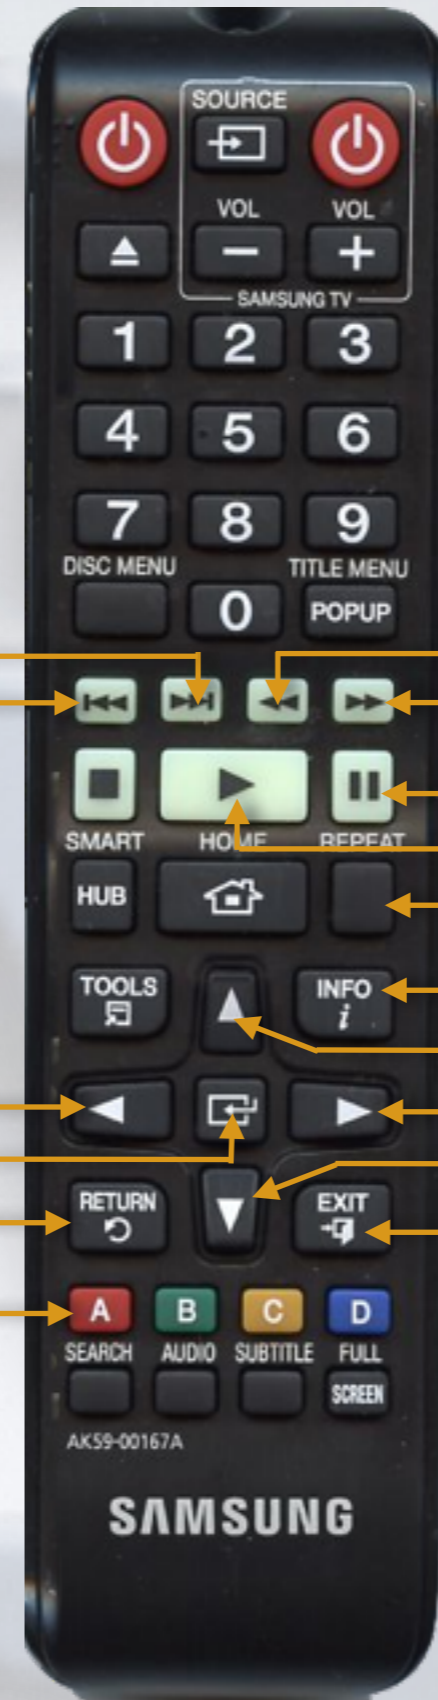 SOURCE
VOL VOL
SAMSUNG TV
1 2 3
4 5 6
7 8 9
DISC MENU TITLE MENU
0 POPUP
SMART HOME REPEAT
HUB
TOOLS INFO
i
RETURN EXIT
A B C D
SEARCH AUDIO SUBTITLE FULL
SCREEN
AK59-00167A
SAMSUNG